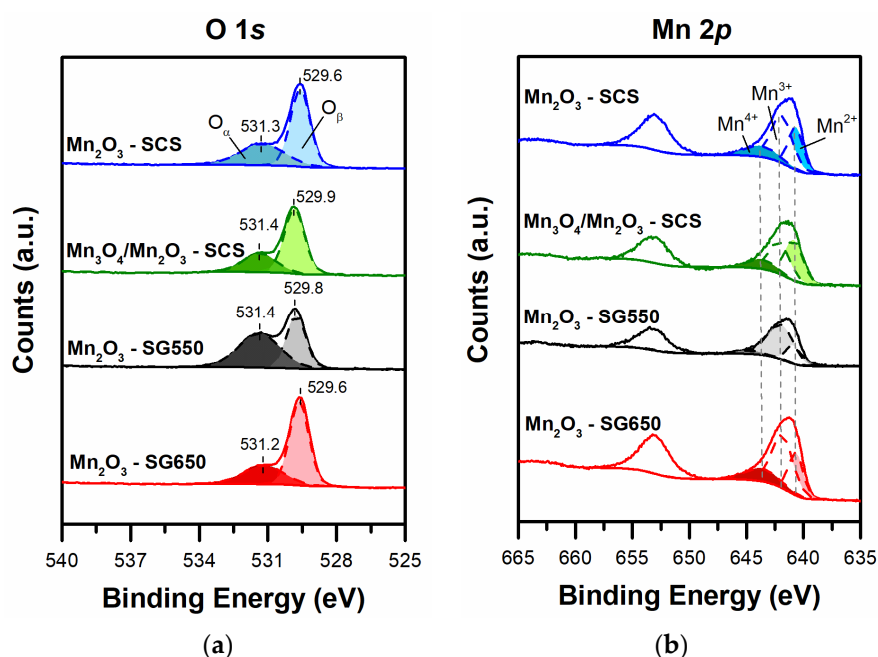 O 1s
Counts (a.u.)
529.6
Oα
Oβ
531.3
Mn2O3 - SCS
529.9
531.4
Mn3O4/Mn2O3 - SCS
529.8
531.4
Mn2O3 - SG550
529.6
531.2
Mn2O3 - SG650
540 537 534 531 528 525
Binding Energy (eV)
(a)
Mn 2p
Counts (a.u.)
Mn2O3 - SCS
Mn3+
Mn4+
Mn2+
Mn3O4/Mn2O3 - SCS
Mn2O3 - SG550
Mn2O3 - SG650
665 660 655 650 645 640 635
Binding Energy (eV)
(b)